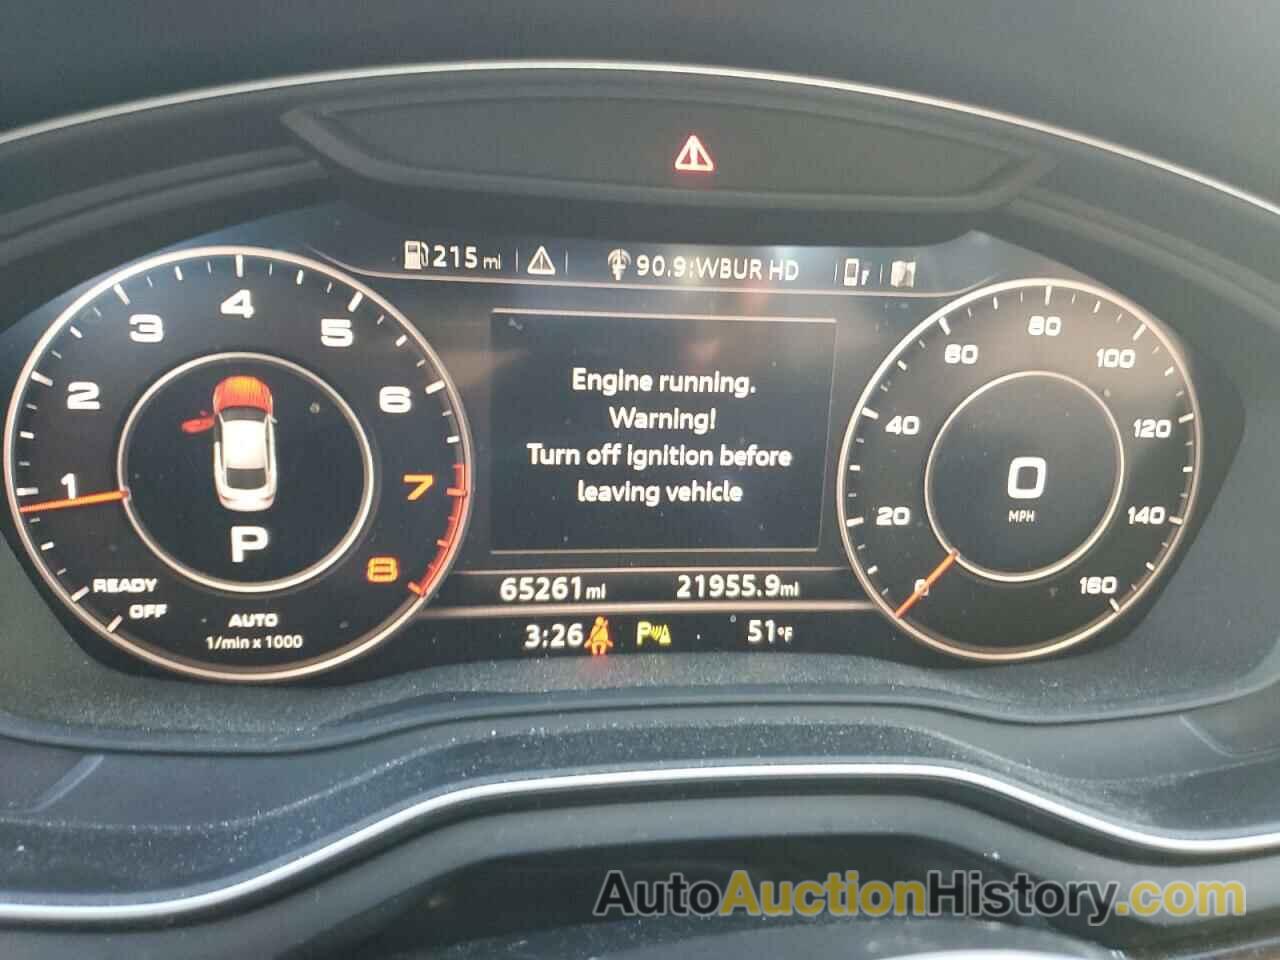 215 mi
90.9:WBUR HD
1 2 3 4 5 6 7 8
P
READY
OFF
AUTO
1/min x 1000
Engine running.
Warning!
Turn off ignition before
leaving vehicle
65261 mi 21955.9 mi
3:26 P 51°F
0 20 40 60 80 100 120 140 160
0
MPH
AutoAuctionHistory.com